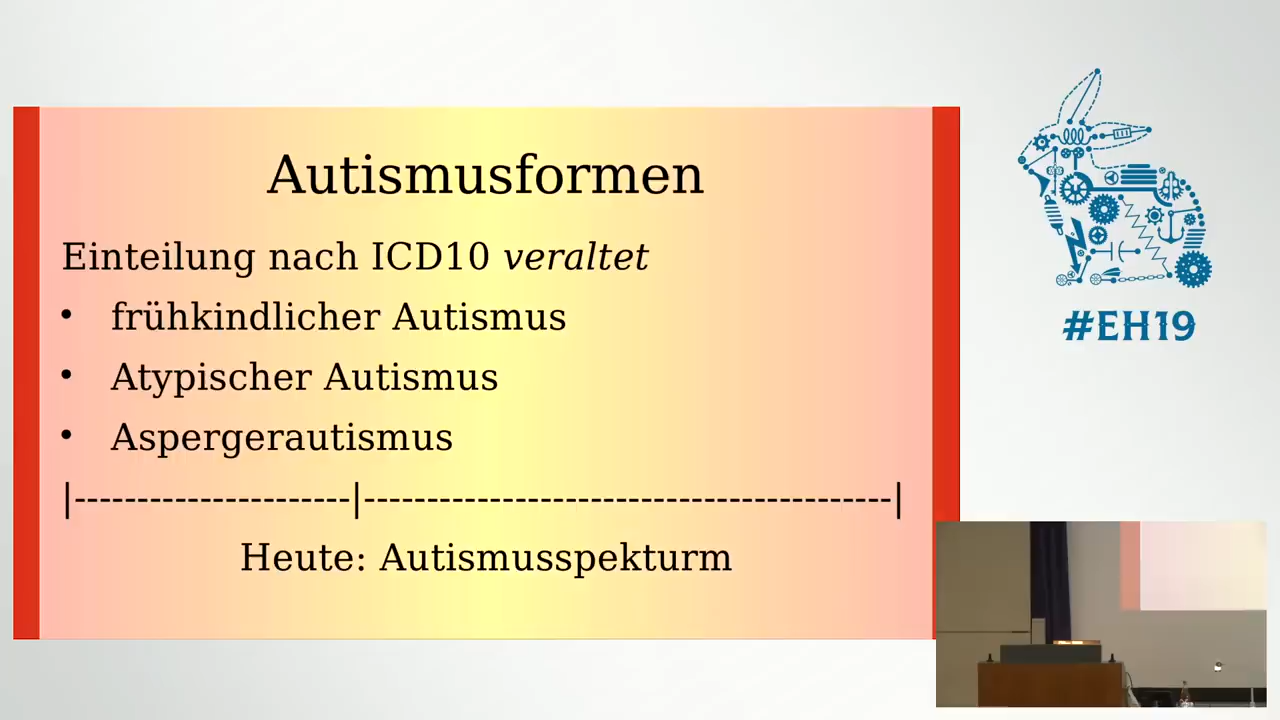 Autismusformen
Einteilung nach ICD10 veraltet
• frühkindlicher Autismus
• Atypischer Autismus
• Aspergerautismus
|----------------------|------------------------------------------|
Heute: Autismusspekturm
#EH19